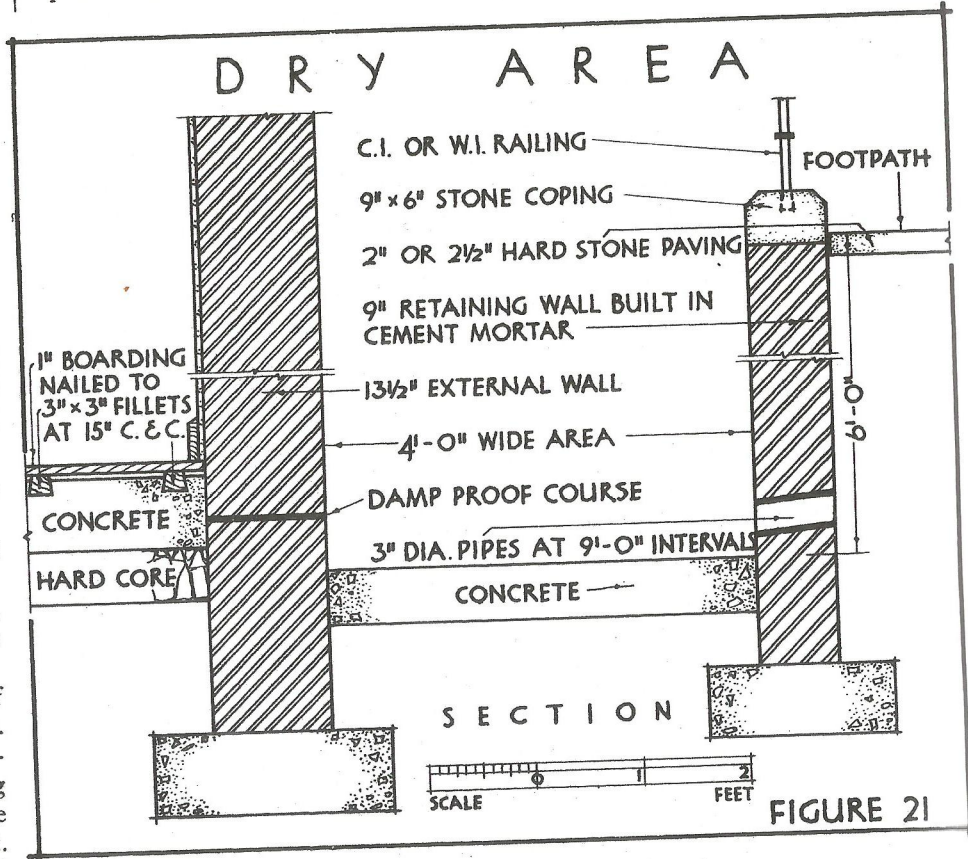 DRY AREA
C.I. OR W.I. RAILING
FOOTPATH
9" × 6" STONE COPING
2" OR 2½" HARD STONE PAVING
9" RETAINING WALL BUILT IN
CEMENT MORTAR
1" BOARDING
NAILED TO
3" × 3" FILLETS
AT 15" C. & C.
13½" EXTERNAL WALL
4'-0" WIDE AREA
6'-0"
DAMP PROOF COURSE
CONCRETE
3" DIA. PIPES AT 9'-0" INTERVALS
HARD CORE
CONCRETE
SECTION
0 1 2
SCALE FEET
FIGURE 21